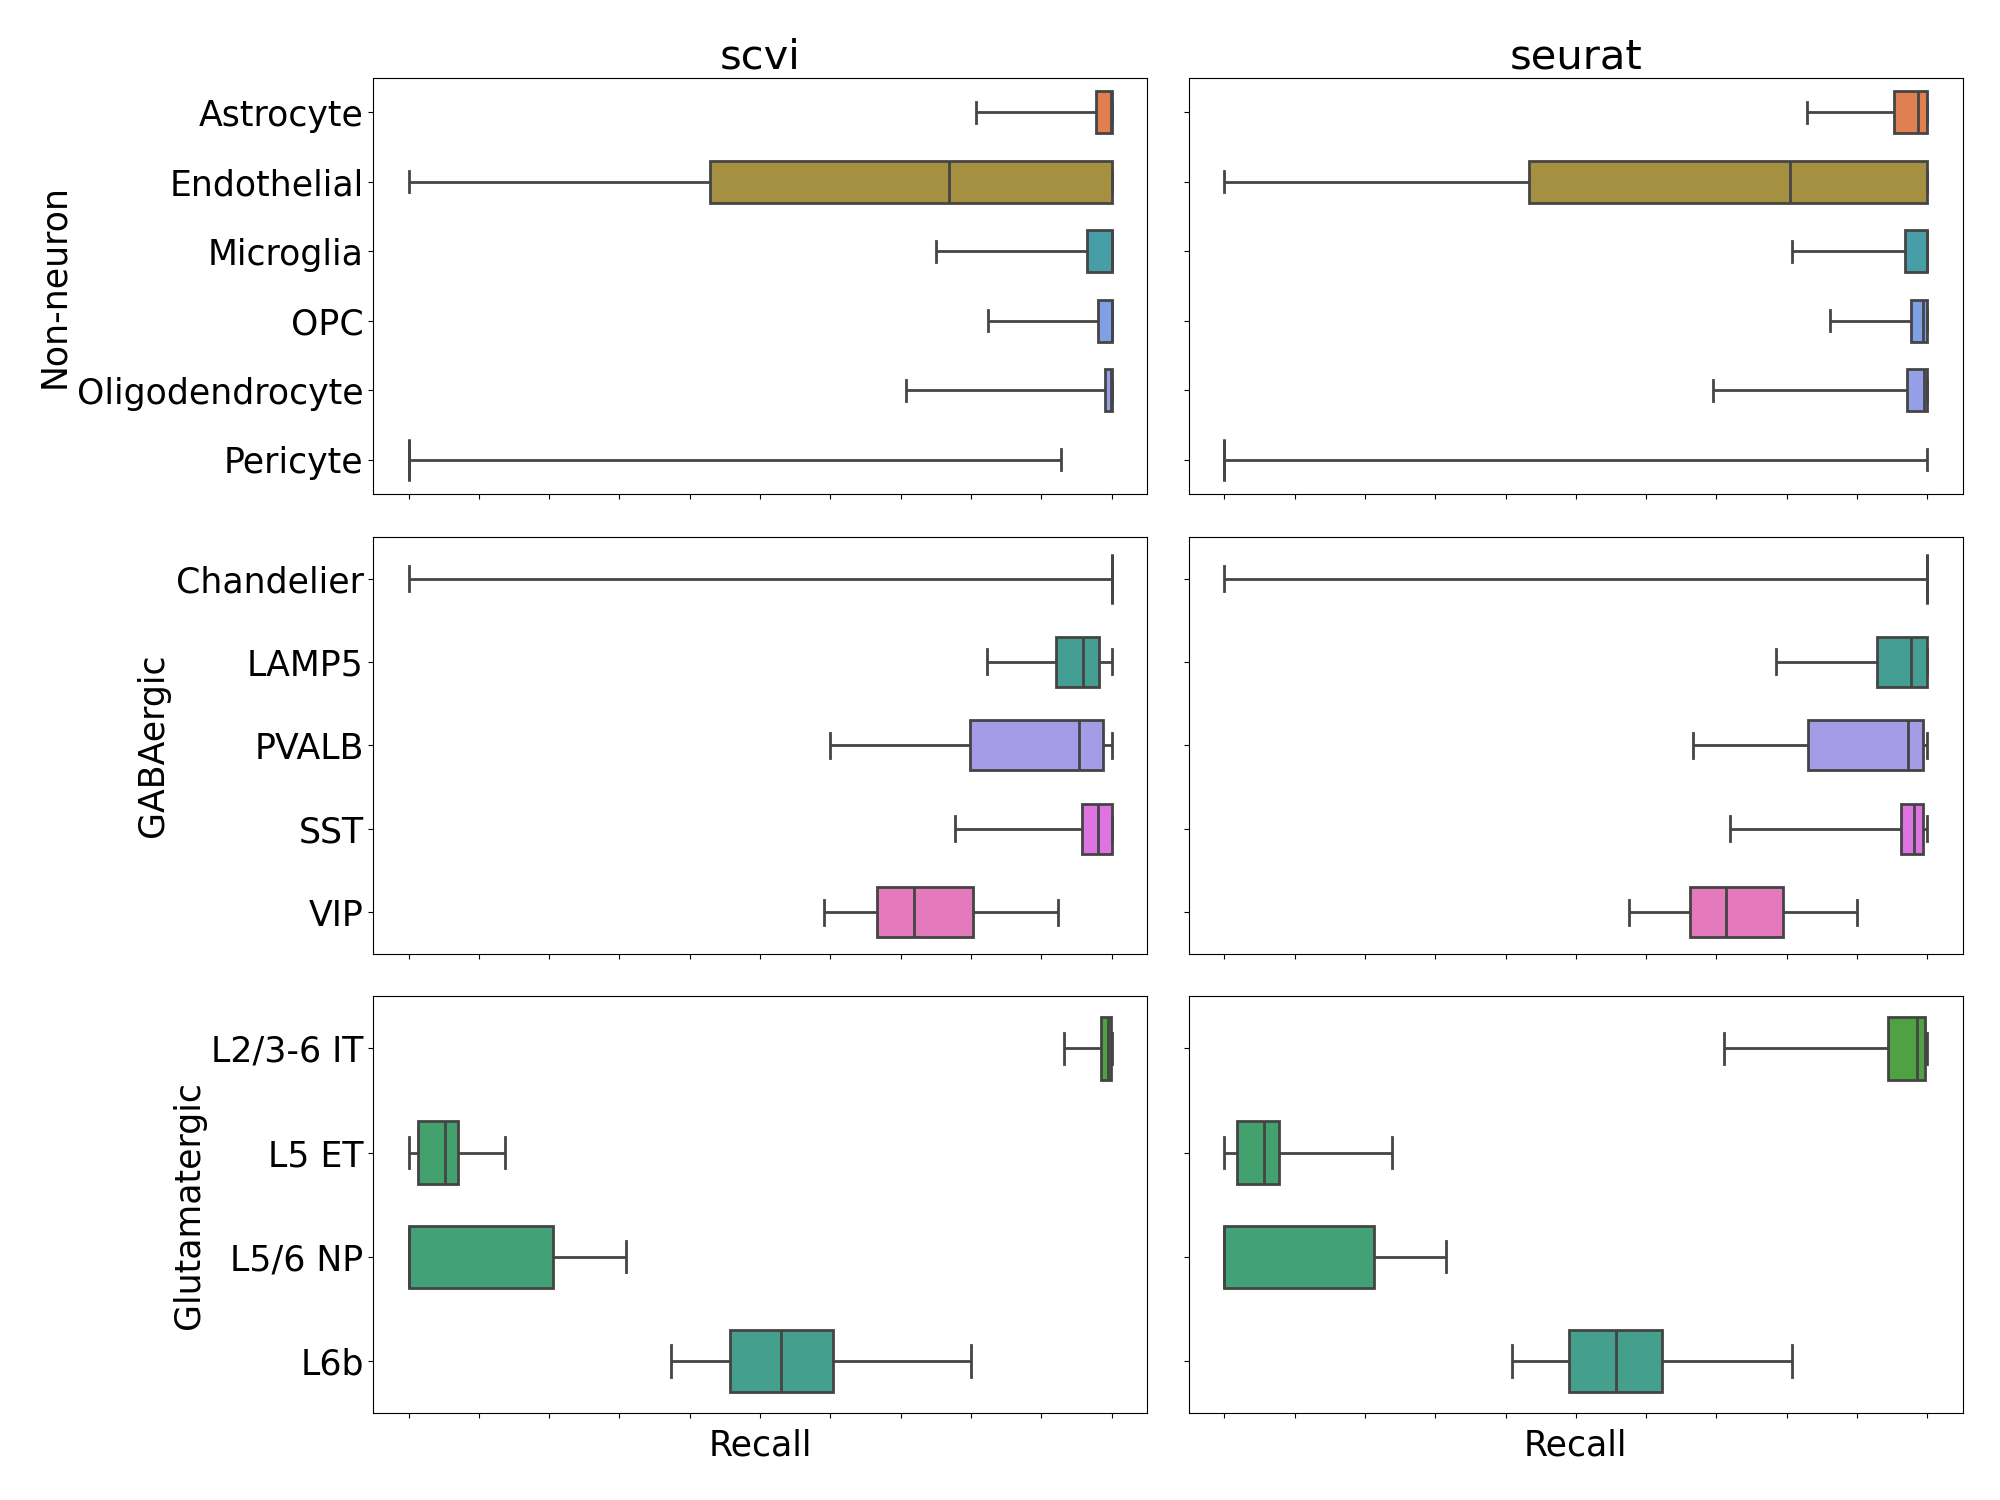 scvi
seurat
Non-neuron
Astrocyte
Endothelial
Microglia
OPC
Oligodendrocyte
Pericyte
GABAergic
Chandelier
LAMP5
PVALB
SST
VIP
Glutamatergic
L2/3-6 IT
L5 ET
L5/6 NP
L6b
Recall
Recall